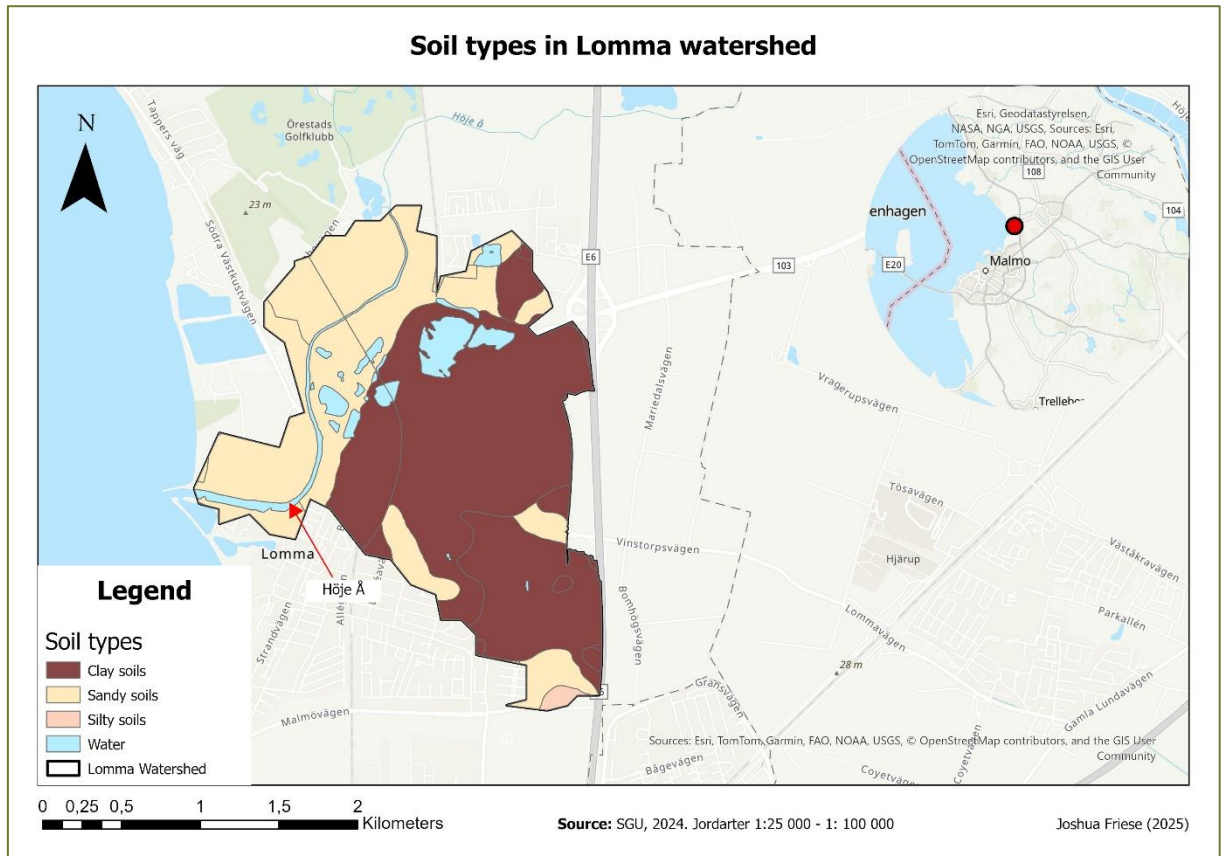 Soil types in Lomma watershed
N
Tappers väg
Örestads
Golfklubb
Höje å
23 m
Södra Västkustvägen
E6
103
Mariedalsvägen
Vragerupsvägen
Tösavägen
Hjärup
Vinstorpsvägen
Bomhögsvägen
Lommavägen
Väståkravägen
Parkallén
28 m
Gränsvägen
Gamla Lundavägen
Bågevägen
Coyetvägen
Coyetvägen
Malmövägen
Strandvägen
Lomma
Höje Å
Esri, Geodatastyrelsen,
NASA, NGA, USGS, Sources: Esri,
TomTom, Garmin, FAO, NOAA, USGS, ©
OpenStreetMap contributors, and the GIS User
Community
108
104
enhagen
E20
Malmo
Trellebor
Sources: Esri, TomTom, Garmin, FAO, NOAA, USGS, © OpenStreetMap contributors, and the GIS User
Community
Legend
Soil types
Clay soils
Sandy soils
Silty soils
Water
Lomma Watershed
0 0,25 0,5 1 1,5 2
Kilometers
Source: SGU, 2024. Jordarter 1:25 000 - 1: 100 000
Joshua Friese (2025)